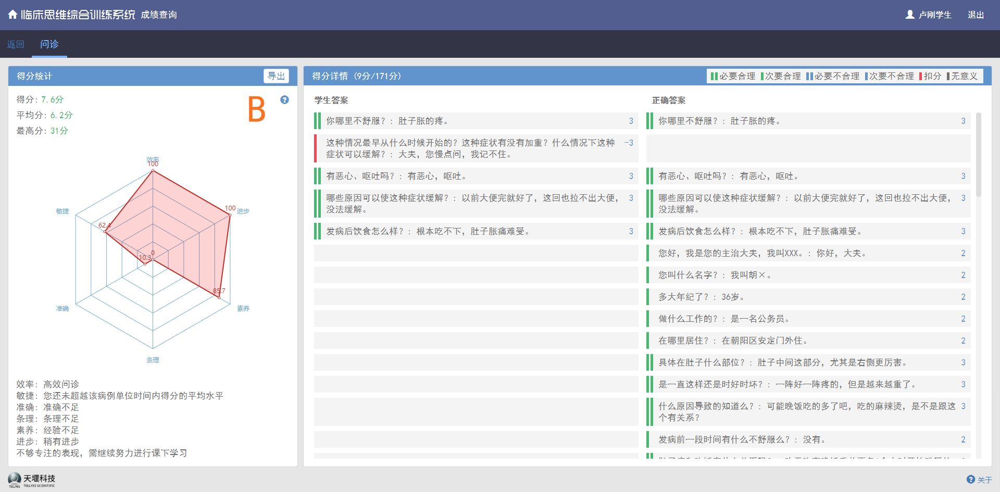 临床思维综合训练系统 成绩查询
卢刚学生 退出
返回 问诊
得分统计 导出
得分详情 (9分/171分)
必要合理 次要合理 必要不合理 次要不合理 扣分 无意义
得分: 7.6分
平均分: 6.2分
最高分: 31分
B
效率
100
进步
100
敏捷
62.4
0
10.3
85.7
准确
素养
条理
效率: 高效问诊
敏捷: 您还未超越该病例单位时间内得分的平均水平
准确: 准确不足
条理: 条理不足
素养: 经验不足
进步: 稍有进步
不够专注的表现，需继续努力进行课下学习
学生答案
你哪里不舒服？: 肚子胀的疼。 3
这种情况最早从什么时候开始的？这种症状有没有加重？什么情况下这种 -3
症状可以缓解？: 大夫，您慢点问，我记不住。
有恶心、呕吐吗？: 有恶心，呕吐。 3
哪些原因可以使这种症状缓解？: 以前大便完就好了，这回也拉不出大便， 3
没法缓解。
发病后饮食怎么样？: 根本吃不下，肚子胀痛难受。 3
正确答案
你哪里不舒服？: 肚子胀的疼。 3
有恶心、呕吐吗？: 有恶心，呕吐。 3
哪些原因可以使这种症状缓解？: 以前大便完就好了，这回也拉不出大便， 3
没法缓解。
发病后饮食怎么样？: 根本吃不下，肚子胀痛难受。 3
您好，我是您的主治大夫，我叫XXX。: 你好，大夫。 2
您叫什么名字？: 我叫胡×。 2
多大年纪了？: 36岁。 2
做什么工作的？: 是一名公务员。 2
在哪里居住？: 在朝阳区安定门外住。 2
具体在肚子什么部位？: 肚子中间这部分，尤其是右侧更厉害。 3
是一直这样还是时好时坏？: 一阵好一阵疼的，但是越来越重了。 3
什么原因导致的知道么？: 可能晚饭吃的多了吧，吃的麻辣烫，是不是跟这 3
个有关系？
发病前一段时间有什么不舒服么？: 没有。 2
天堰科技
TELLYES TELLYES SCIENTIFIC
关于